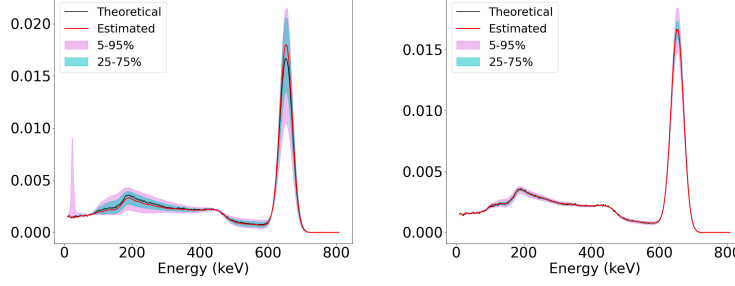 Theoretical
Estimated
5-95%
25-75%
0.020
0.015
0.010
0.005
0.000
0 200 400 600 800
Energy (keV)
Theoretical
Estimated
5-95%
25-75%
0.015
0.010
0.005
0.000
0 200 400 600 800
Energy (keV)